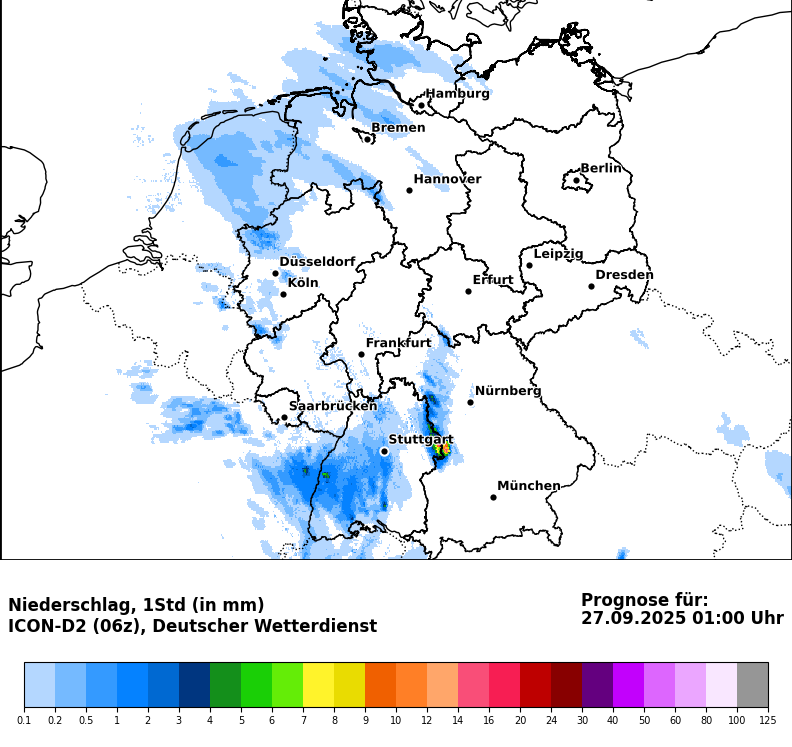 Hamburg
Bremen
Berlin
Hannover
Leipzig
Düsseldorf
Dresden
Köln
Erfurt
Frankfurt
Nürnberg
Saarbrücken
Stuttgart
München
Niederschlag, 1Std (in mm)
ICON-D2 (06z), Deutscher Wetterdienst
Prognose für:
27.09.2025 01:00 Uhr
0.1 0.2 0.5 1 2 3 4 5 6 7 8 9 10 12 14 16 20 24 30 40 50 60 80 100 125